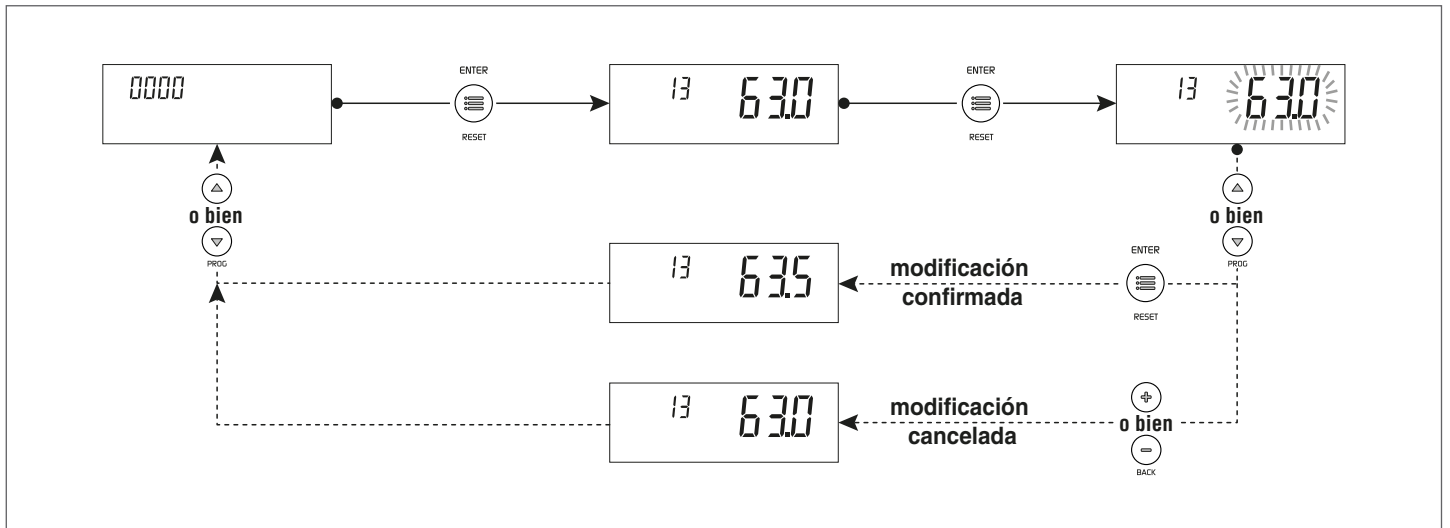 0000
ENTER
RESET
13 63.0
ENTER
RESET
13 63.0
o bien
PROG
13 63.5
modificación
confirmada
ENTER
RESET
o bien
PROG
13 63.0
modificación
cancelada
o bien
BACK